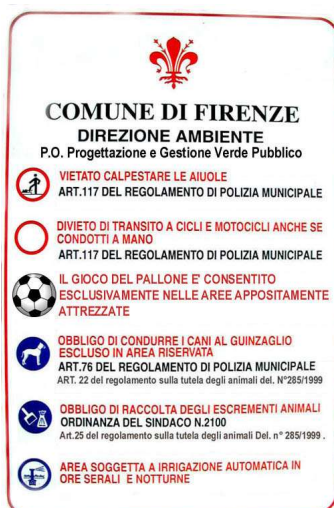 COMUNE DI FIRENZE
DIREZIONE AMBIENTE
P.O. Progettazione e Gestione Verde Pubblico
VIETATO CALPESTARE LE AIUOLE
ART.117 DEL REGOLAMENTO DI POLIZIA MUNICIPALE
DIVIETO DI TRANSITO A CICLI E MOTOCICLI ANCHE SE
CONDOTTI A MANO
ART.117 DEL REGOLAMENTO DI POLIZIA MUNICIPALE
IL GIOCO DEL PALLONE E' CONSENTITO
ESCLUSIVAMENTE NELLE AREE APPOSITAMENTE
ATTREZZATE
OBBLIGO DI CONDURRE I CANI AL GUINZAGLIO
ESCLUSO IN AREA RISERVATA
ART.76 DEL REGOLAMENTO DI POLIZIA MUNICIPALE
ART. 22 del regolamento sulla tutela degli animali del. N°285/1999
OBBLIGO DI RACCOLTA DEGLI ESCREMENTI ANIMALI
ORDINANZA DEL SINDACO N.2100
Art.25 del regolamento sulla tutela degli animali Del. n° 285/1999 .
AREA SOGGETTA A IRRIGAZIONE AUTOMATICA IN
ORE SERALI E NOTTURNE